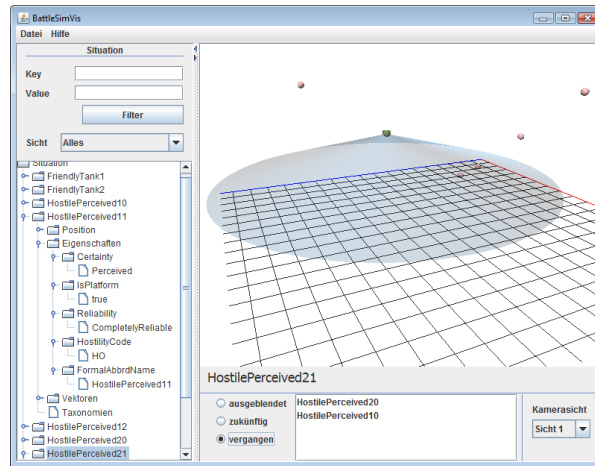 BattleSimVis
Datei Hilfe
Situation
Key
Value
Filter
Sicht Alles
Situation
FriendlyTank1
FriendlyTank2
HostilePerceived10
HostilePerceived11
Position
Eigenschaften
Certainty
Perceived
IsPlatform
true
Reliability
CompletelyReliable
HostilityCode
HO
FormalAbbrdName
HostilePerceived11
Vektoren
Taxonomien
HostilePerceived12
HostilePerceived20
HostilePerceived21
HostilePerceived21
ausgeblendet
zukünftig
vergangen
HostilePerceived20
HostilePerceived10
Kamerasicht
Sicht 1